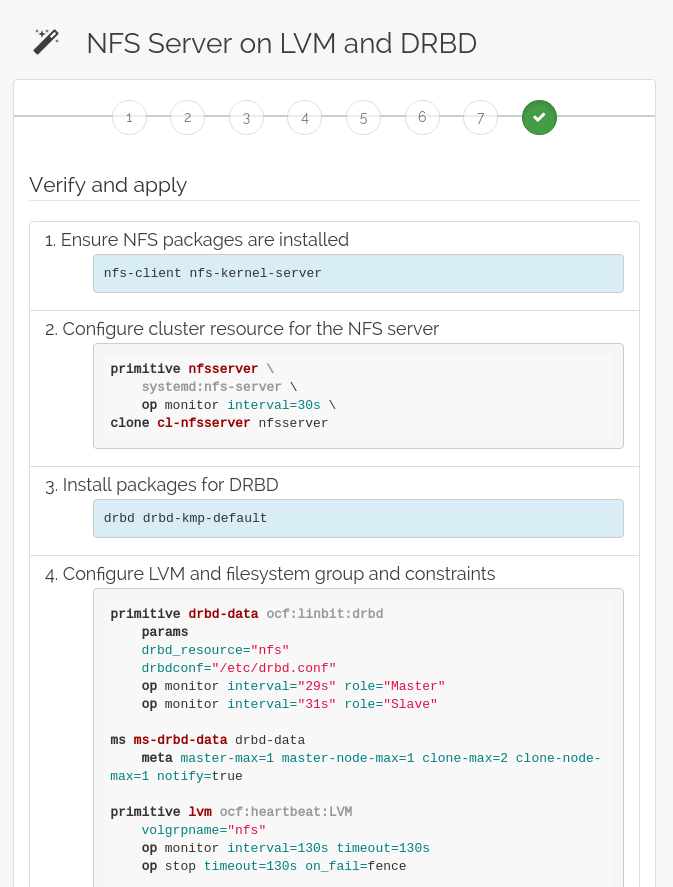 NFS Server on LVM and DRBD
1 2 3 4 5 6 7
Verify and apply
1. Ensure NFS packages are installed
nfs-client nfs-kernel-server
2. Configure cluster resource for the NFS server
primitive nfsserver \
systemd:nfs-server \
op monitor interval=30s \
clone cl-nfsserver nfsserver
3. Install packages for DRBD
drbd drbd-kmp-default
4. Configure LVM and filesystem group and constraints
primitive drbd-data ocf:linbit:drbd
params
drbd_resource="nfs"
drbdconf="/etc/drbd.conf"
op monitor interval="29s" role="Master"
op monitor interval="31s" role="Slave"
ms ms-drbd-data drbd-data
meta master-max=1 master-node-max=1 clone-max=2 clone-node-
max=1 notify=true
primitive lvm ocf:heartbeat:LVM
volgrpname="nfs"
op monitor interval=130s timeout=130s
op stop timeout=130s on_fail=fence